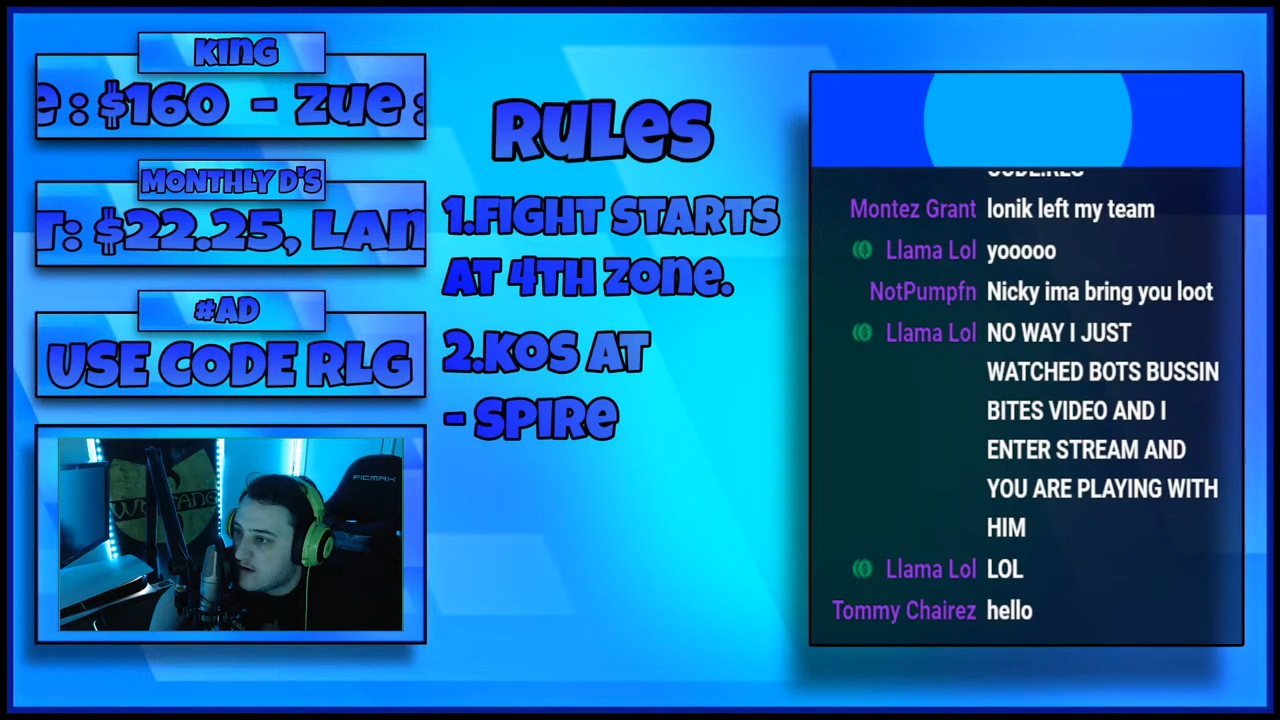 KING
: $160 - ZUE :
MONTHLY D'S
: $22.25, LAN
#AD
USE CODE RLG
RULES
1.FIGHT STARTS
AT 4TH ZONE.
2.KOS AT
- SPIRE
Montez Grant lonik left my team
Llama Lol yooooo
NotPumpfn Nicky ima bring you loot
Llama Lol NO WAY I JUST
WATCHED BOTS BUSSIN
BITES VIDEO AND I
ENTER STREAM AND
YOU ARE PLAYING WITH
HIM
Llama Lol LOL
Tommy Chairez hello
FICMAX